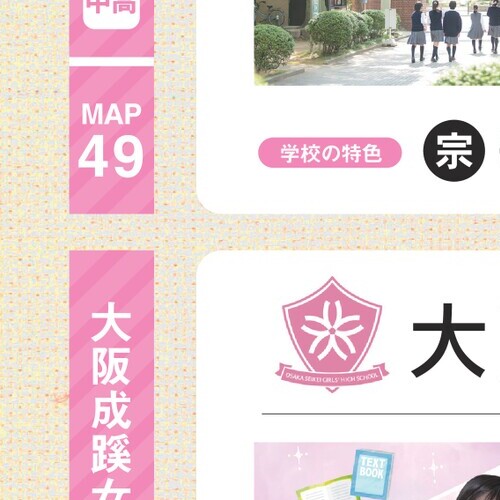 中高
MAP
49
学校の特色
宗
大阪成蹊女
OSAKA SEIKEI GIRLS' HIGH SCHOOL
大
TEXT
BOOK